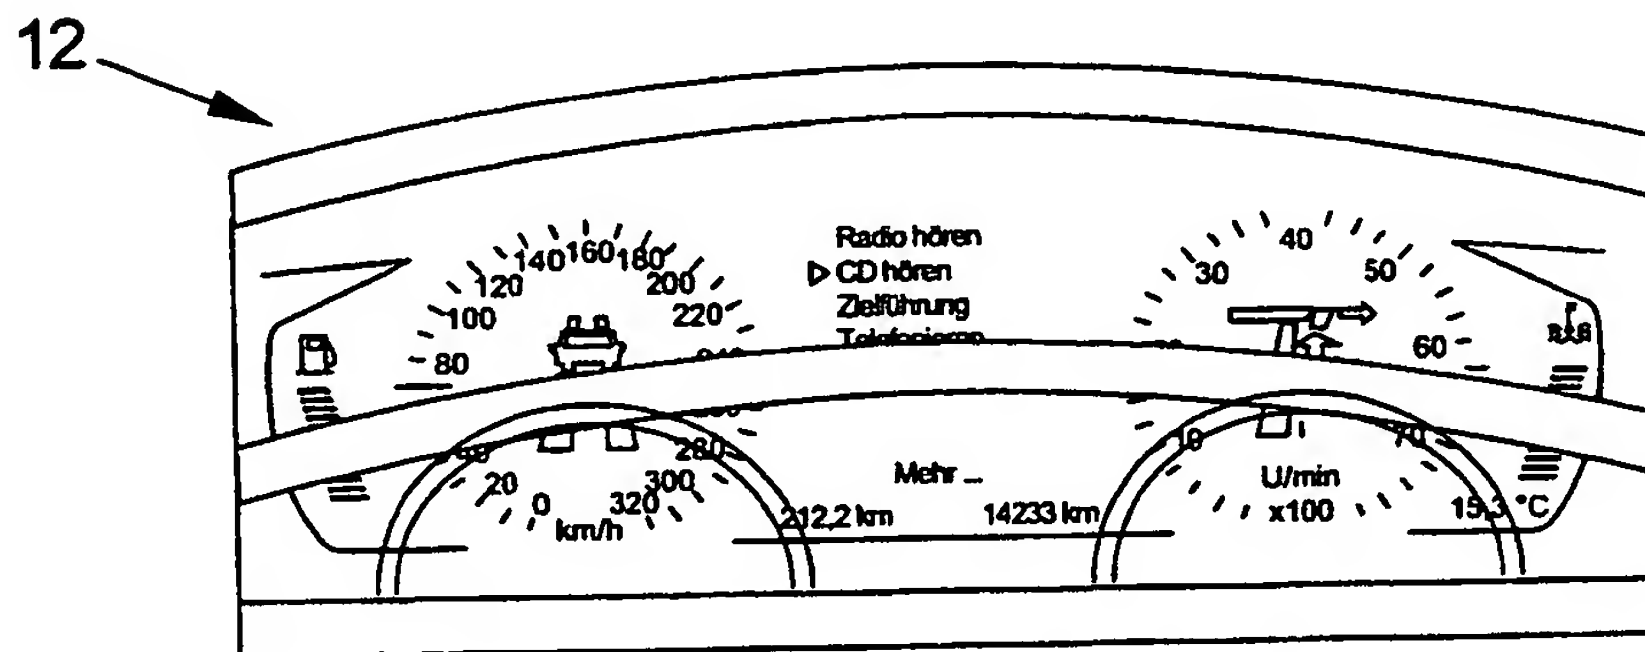 12
Radio hören
▷ CD hören
Zielführung
Telefonieren
Mehr ...
212,2 km
14233 km
80
100
120
140
160
180
200
220
280
300
320
0
20
km/h
10
30
40
50
60
70
U/min
x100
15,3 °C